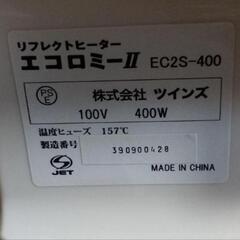 リフレクトヒーター
エコロミーⅡ EC2S-400
PSE 株式会社 ツインズ
100V 400W
温度ヒューズ 157℃
製造番号 390900428
JET MADE IN CHINA